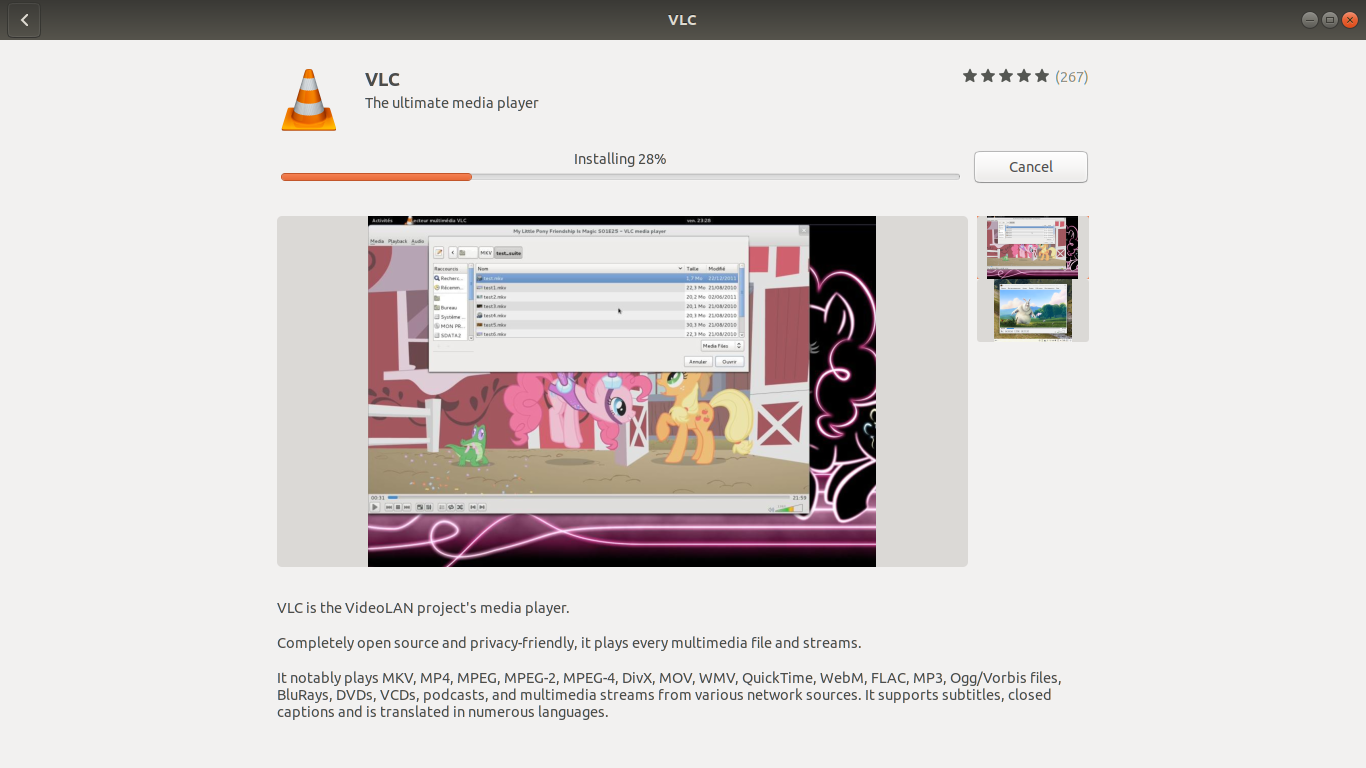 VLC
VLC
(267)
The ultimate media player
Installing 28%
Cancel
Activités
ecteur multimédia VLC
ven. 23:28
My Little Pony Friendship Is Magic S01E25 - VLC media player
Media Playback Audio
MKV
test_suite
Raccourcis
Nom
Taille
Modifié
Recherc...
test.mkv
1,7 Mo
22/12/2011
Récemm...
test1.mkv
22,3 Mo
21/08/2010
test2.mkv
20,2 Mo
02/06/2011
Bureau
test3.mkv
20,1 Mo
21/08/2010
Système ...
test4.mkv
20,3 Mo
21/08/2010
MON PR...
test5.mkv
30,3 Mo
21/08/2010
SDATA2
test6.mkv
22,3 Mo
21/08/2010
Media Files
Annuler
Ouvrir
00:31
21:59
VLC is the VideoLAN project's media player.
Completely open source and privacy-friendly, it plays every multimedia file and streams.
It notably plays MKV, MP4, MPEG, MPEG-2, MPEG-4, DivX, MOV, WMV, QuickTime, WebM, FLAC, MP3, Ogg/Vorbis files,
BluRays, DVDs, VCDs, podcasts, and multimedia streams from various network sources. It supports subtitles, closed
captions and is translated in numerous languages.